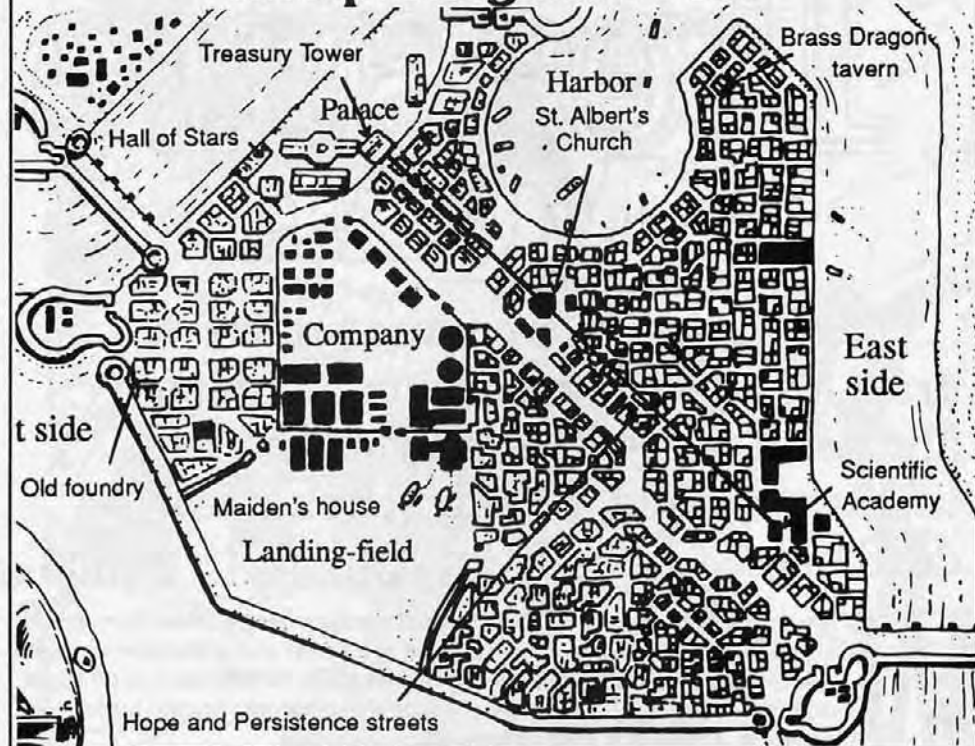 Treasury Tower
Brass Dragon
tavern
Harbor
St. Albert's
Church
Palace
Hall of Stars
Company
East
side
t side
Old foundry
Maiden's house
Scientific
Academy
Landing-field
Hope and Persistence streets